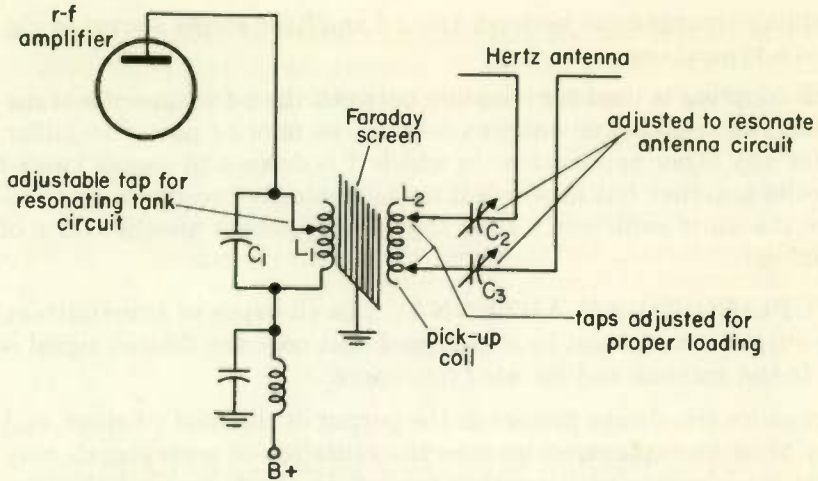 r-f
amplifier
Hertz antenna
Faraday
screen
adjusted to resonate
antenna circuit
adjustable tap for
resonating tank
circuit
L2
C2
C1
L1
C3
pick-up
coil
taps adjusted for
proper loading
B+